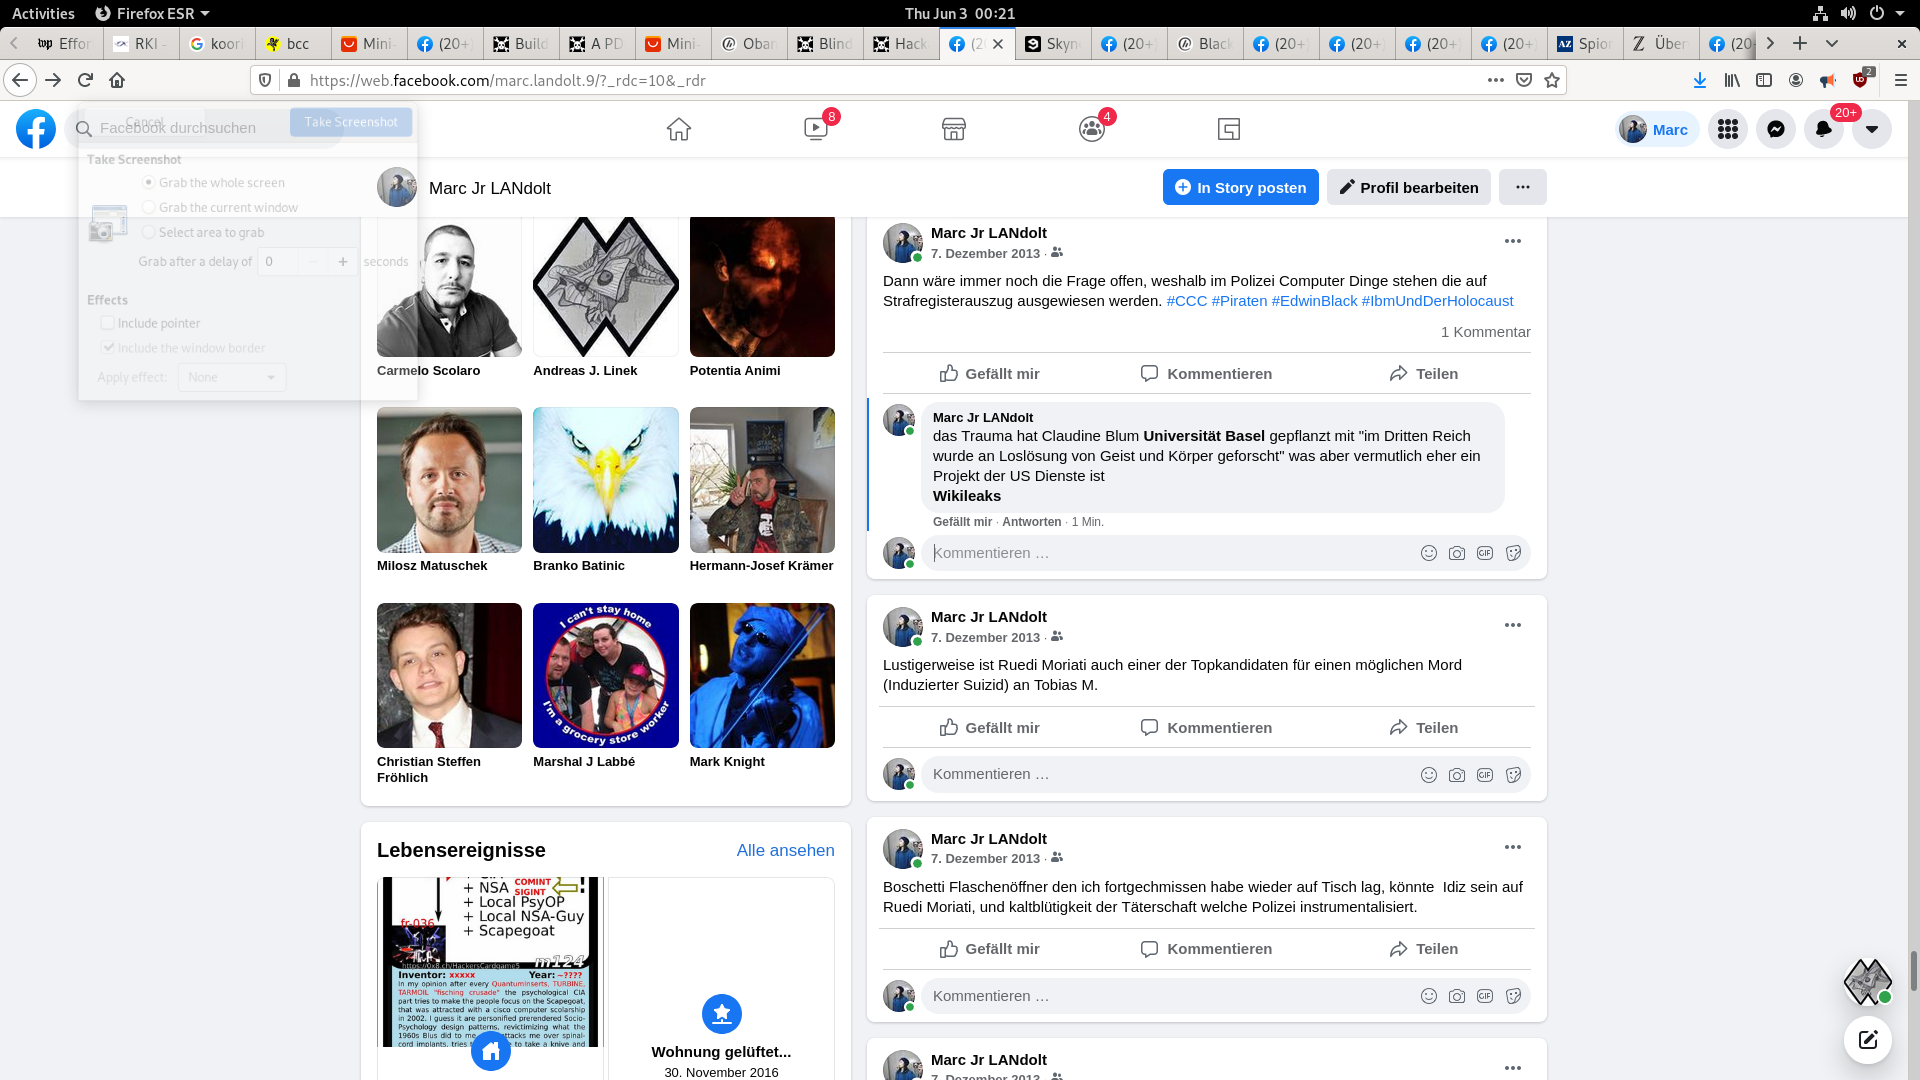 Activities
Firefox ESR
Thu Jun 3 00:21
Effor
RKI -
koor
bcc
Mini-
(20+
Build
A PD
Mini-
Obar
Blind
Hack
(2
Skyn
(20+)
Black
(20+)
(20+)
(20+)
(20+)
Spior
Über
(20+
https://web.facebook.com/marc.landolt.9/?_rdc=10&_rdr
2
Cancel
Take Screenshot
Facebook durchsuchen
8
4
Marc
20+
Take Screenshot
Grab the whole screen
Grab the current window
Select area to grab
Grab after a delay of 0 − + seconds
Effects
Include pointer
Include the window border
Apply effect: None
Marc Jr LANdolt
In Story posten
Profil bearbeiten
Carmelo Scolaro
Andreas J. Linek
Potentia Animi
Milosz Matuschek
Branko Batinic
Hermann-Josef Krämer
I can't stay home
I'm a grocery store worker
Christian Steffen Fröhlich
Marshal J Labbé
Mark Knight
Lebensereignisse
Alle ansehen
+ NSA
COMINT
SIGINT
!
+ Local PsyOP
+ Local NSA-Guy
+ Scapegoat
fr-036
m124
https://0x8.ch/HackersCardgame5
Inventor: xxxxx Year: ~????
In my opinion after every Quantuminserts, TURBINE,
TARMOIL "fisching crusade" the psychological CIA
part tries to make the people focus on the Scapegoat,
that was attracted with a cisco computer scolarship
in 2002. I guess it are personified prerendered Socio-
Psychology design patterns, revictimizing what the
1960s Blus did to me
attacks me over spinal-
cord implants, tries
to take a knive and
Wohnung gelüftet...
30. November 2016
Marc Jr LANdolt
7. Dezember 2013 ·
Dann wäre immer noch die Frage offen, weshalb im Polizei Computer Dinge stehen die auf
Strafregisterauszug ausgewiesen werden. #CCC #Piraten #EdwinBlack #IbmUndDerHolocaust
1 Kommentar
Gefällt mir
Kommentieren
Teilen
Marc Jr LANdolt
das Trauma hat Claudine Blum Universität Basel gepflanzt mit "im Dritten Reich
wurde an Loslösung von Geist und Körper geforscht" was aber vermutlich eher ein
Projekt der US Dienste ist
Wikileaks
Gefällt mir · Antworten · 1 Min.
Kommentieren …
GIF
Marc Jr LANdolt
7. Dezember 2013 ·
Lustigerweise ist Ruedi Moriati auch einer der Topkandidaten für einen möglichen Mord
(Induzierter Suizid) an Tobias M.
Gefällt mir
Kommentieren
Teilen
Kommentieren …
GIF
Marc Jr LANdolt
7. Dezember 2013 ·
Boschetti Flaschenöffner den ich fortgechmissen habe wieder auf Tisch lag, könnte Idiz sein auf
Ruedi Moriati, und kaltblütigkeit der Täterschaft welche Polizei instrumentalisiert.
Gefällt mir
Kommentieren
Teilen
Kommentieren …
GIF
Marc Jr LANdolt
7. Dezember 2013 ·